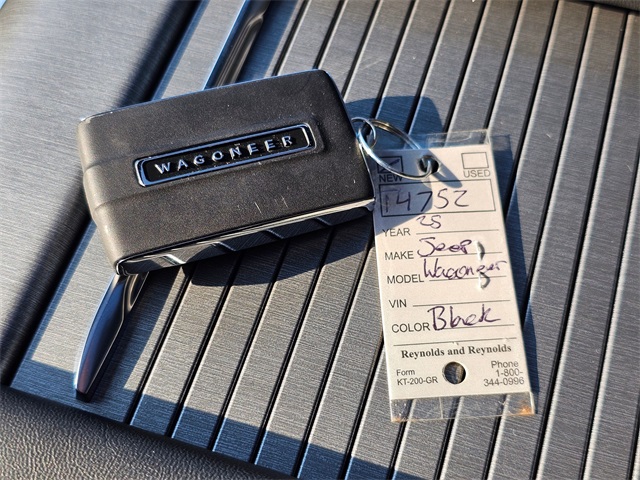 WAGONEER
NEW USED
14752
YEAR 25
MAKE Jeep
MODEL Wagoneer
VIN
COLOR Black
Reynolds and Reynolds
Form
KT-200-GR
Phone
1-800-
344-0996